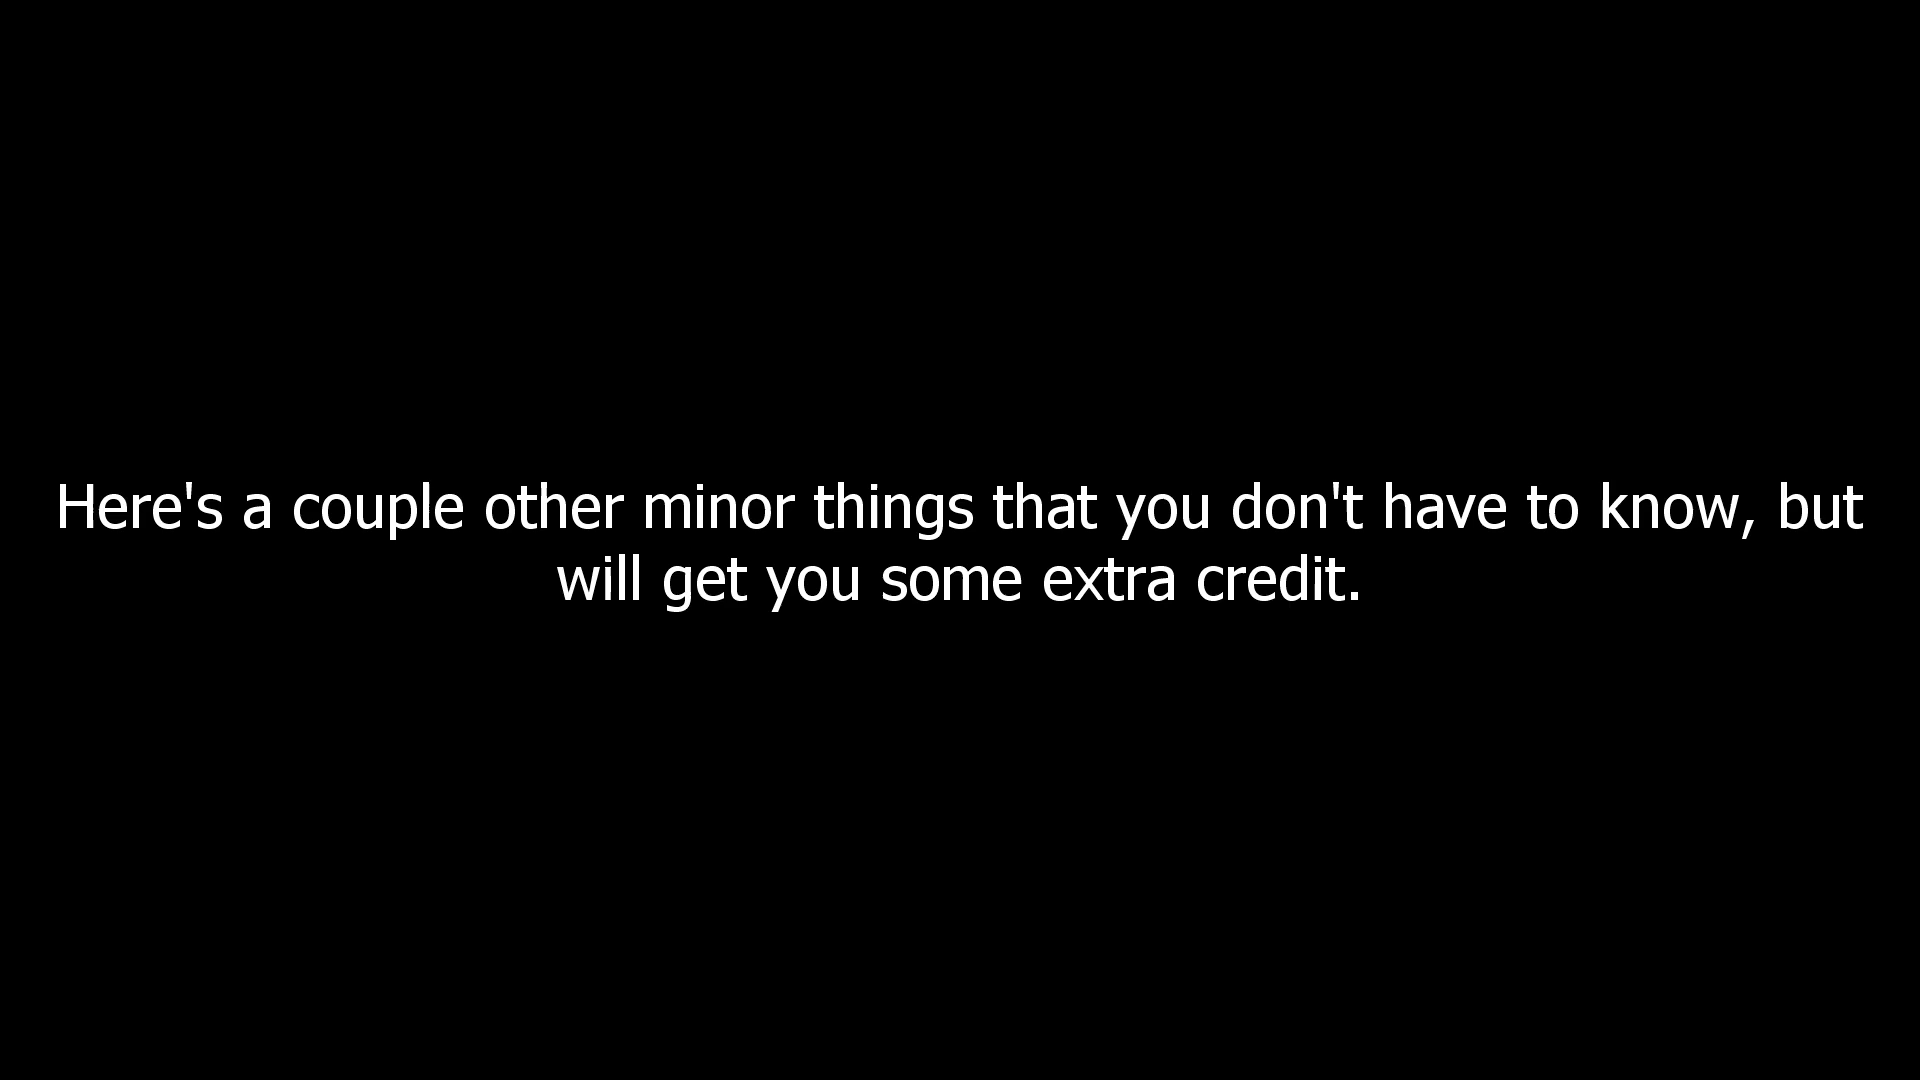 Here's a couple other minor things that you don't have to know, but
will get you some extra credit.